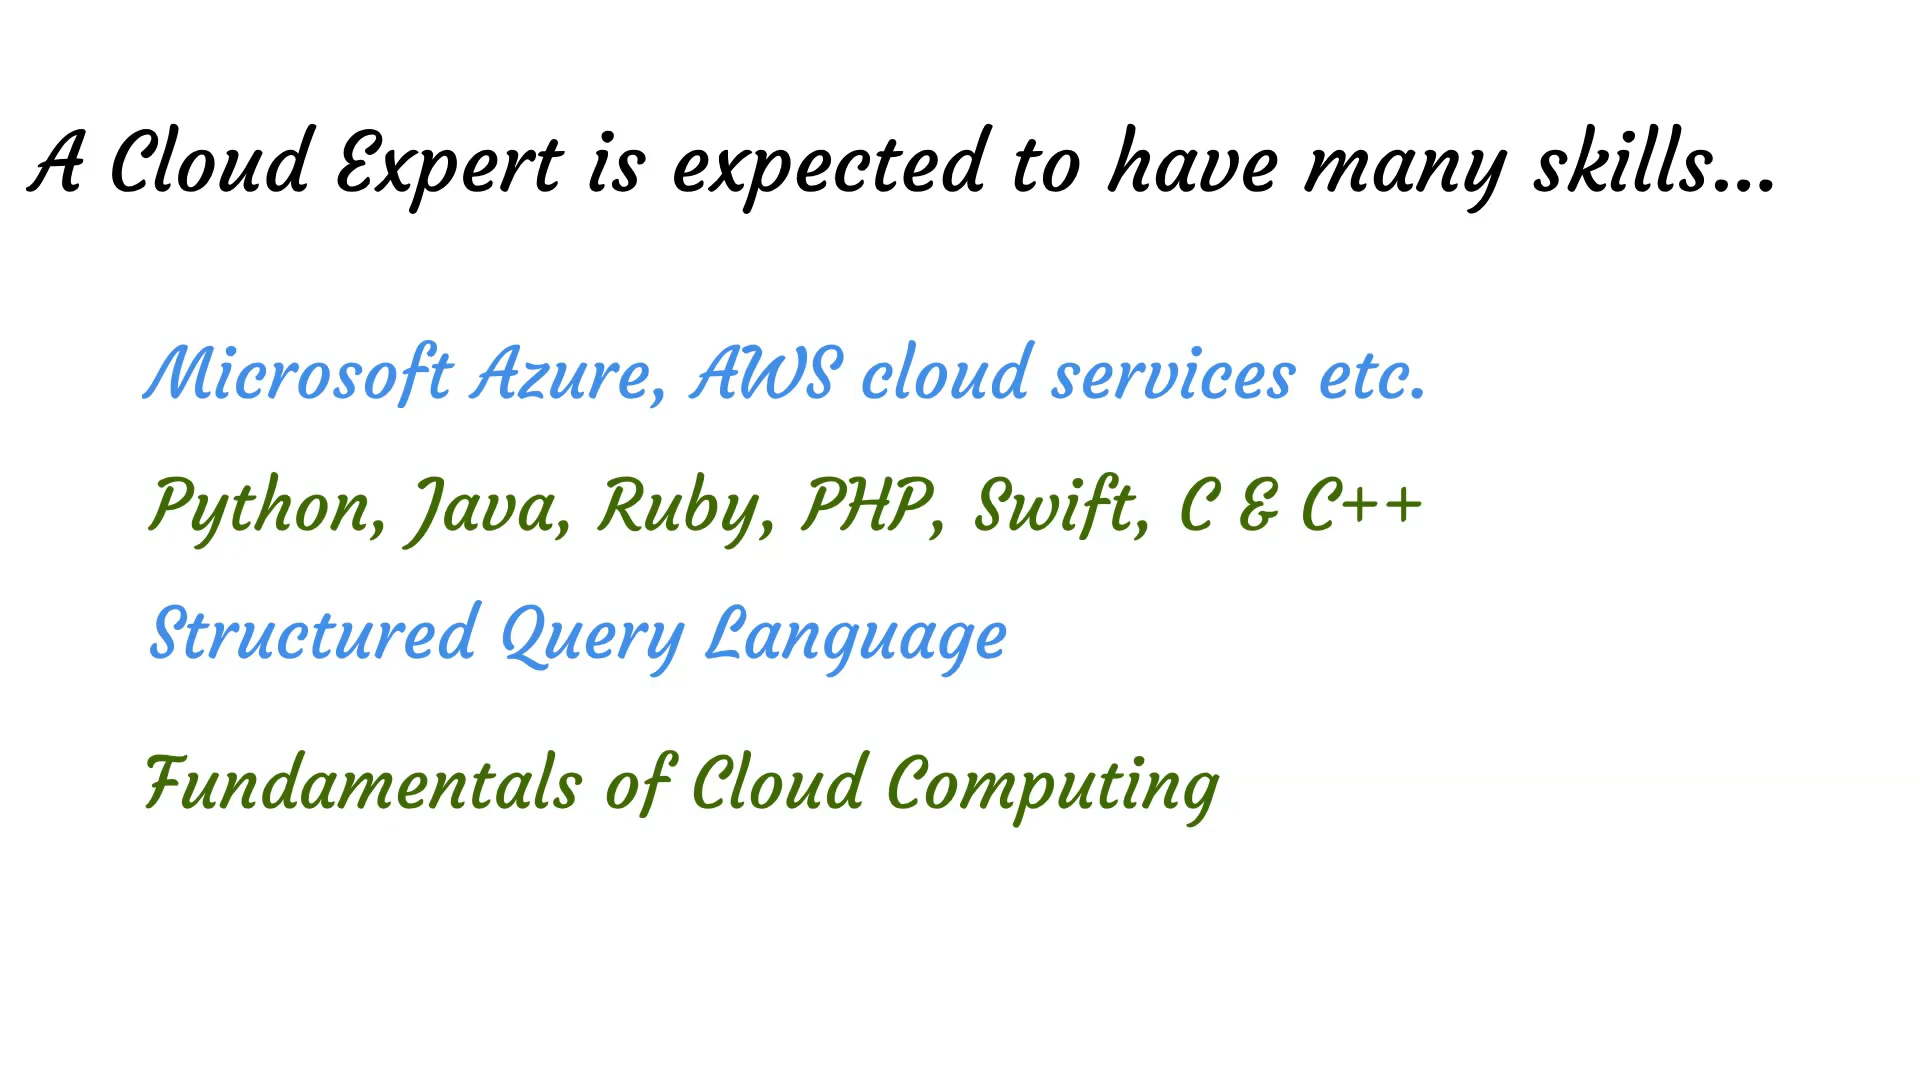 A Cloud Expert is expected to have many skills...
Microsoft Azure, AWS cloud services etc.
Python, Java, Ruby, PHP, Swift, C & C++
Structured Query Language
Fundamentals of Cloud Computing